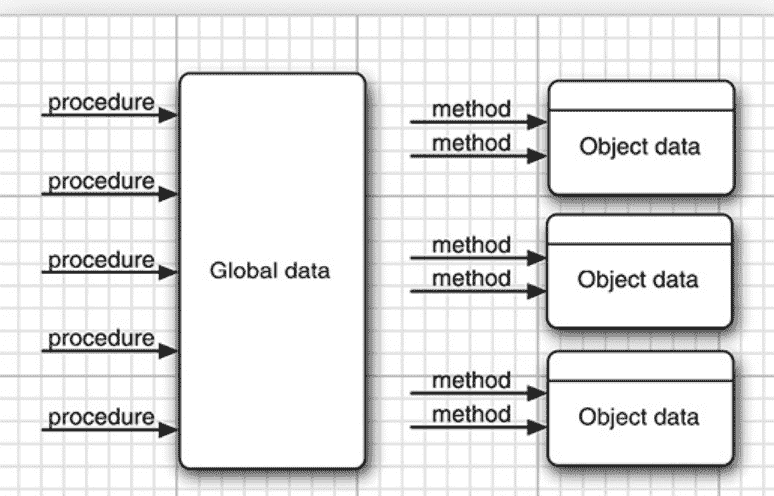 procedure
procedure
procedure
procedure
procedure
Global data
method
method
Object data
method
method
Object data
method
method
Object data